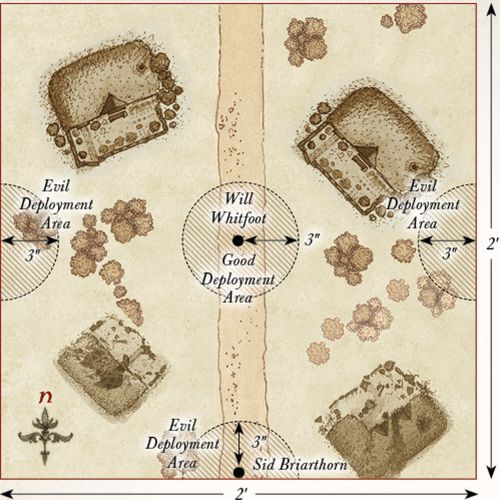 Evil
Deployment
Area
3"
Will
Whitfoot
3"
Good
Deployment
Area
Evil
Deployment
Area
3"
2'
n
Evil
Deployment
Area
3"
Sid Briarthorn
2'